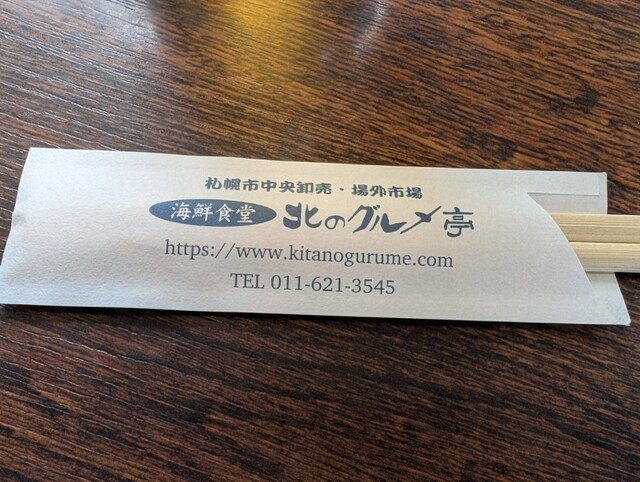 札幌市中央卸売・場外市場
海鮮食堂 北のグルメ亭
https://www.kitanogurume.com
TEL 011-621-3545